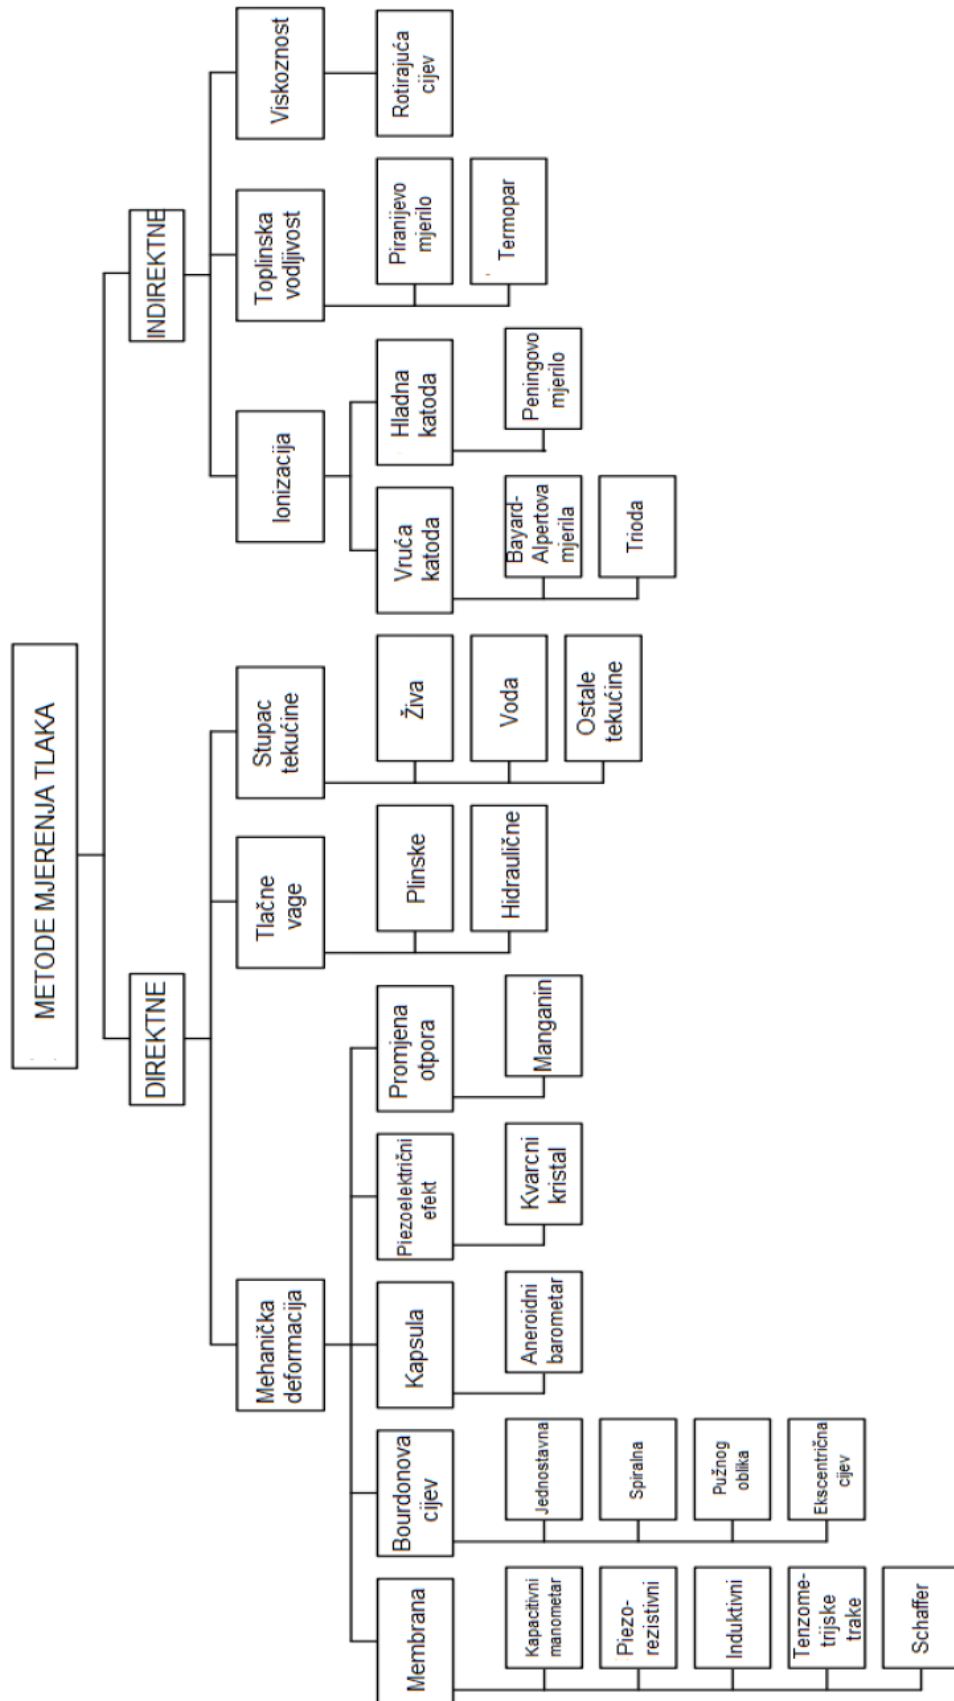 METODE MJERENJA TLAKA
DIREKTNE
INDIREKTNE
Mehanička
deformacija
Tlačne
vage
Stupac
tekućine
Ionizacija
Toplinska
vodljivost
Viskoznost
Membrana
Bourdonova
cijev
Kapsula
Piezoelektrični
efekt
Promjena
otpora
Plinske
Hidraulične
Živa
Voda
Ostale
tekućine
Vruća
katoda
Hladna
katoda
Piranijevo
mjerilo
Termopar
Rotirajuća
cijev
Kapacitivni
manometar
Piezo-
rezistivni
Induktivni
Tenzome-
trijske
trake
Schaffer
Jednostavna
Spiralna
Pužnog
oblika
Ekscentrična
cijev
Aneroidni
barometar
Kvarcni
kristal
Manganin
Bayard-
Alpertova
mjerila
Trioda
Peningovo
mjerilo